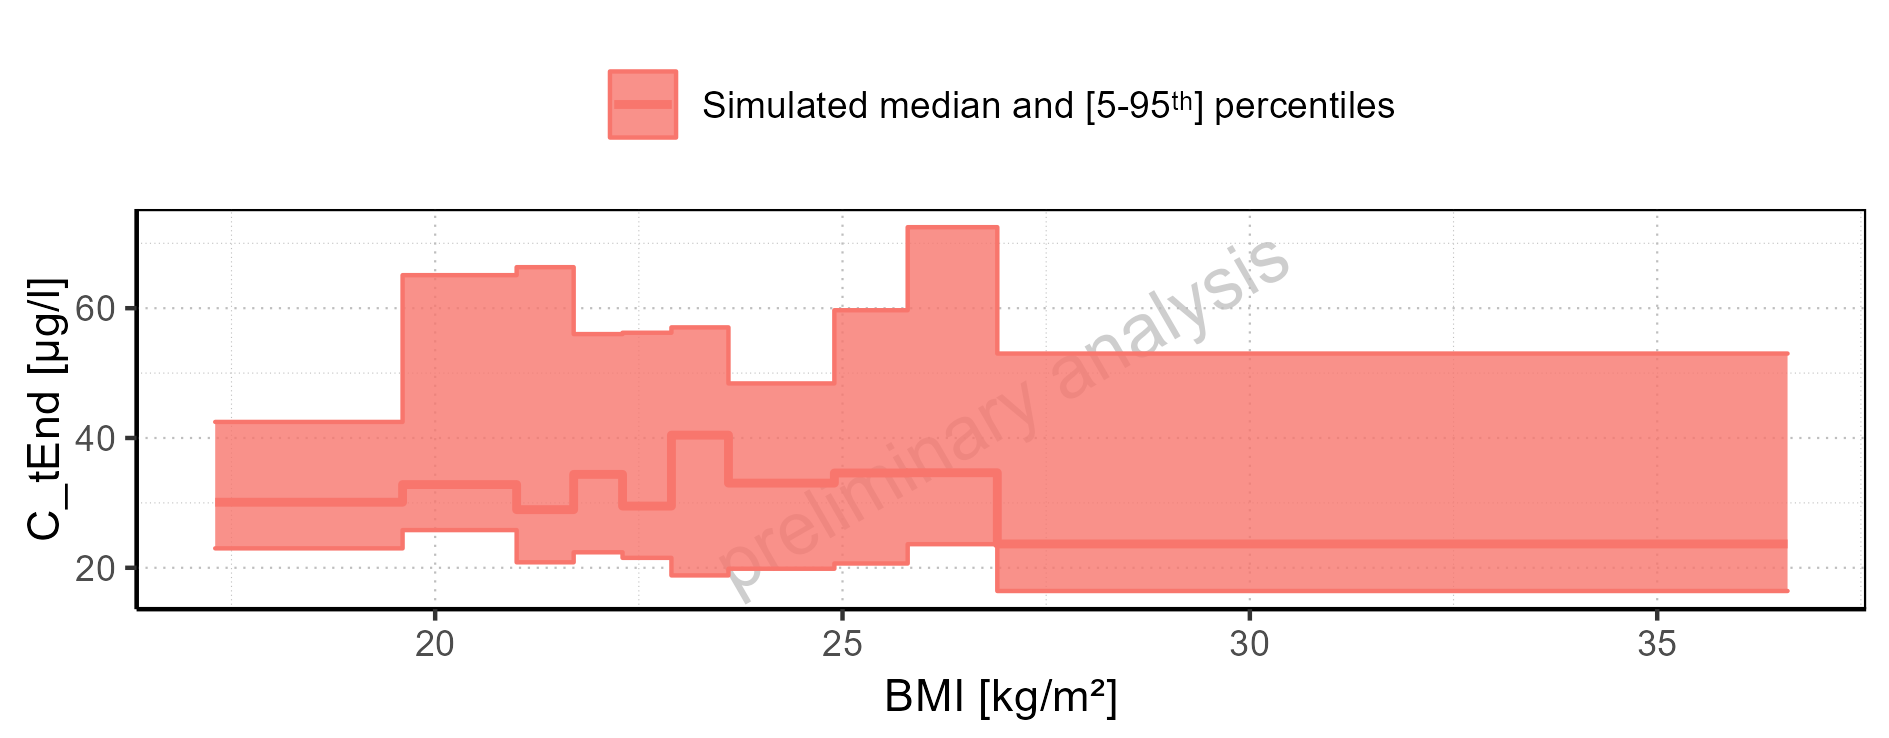 Simulated median and [5-95ᵗʰ] percentiles
C_tEnd [µg/l]
60
40
20
preliminary analysis
20 25 30 35
BMI [kg/m²]